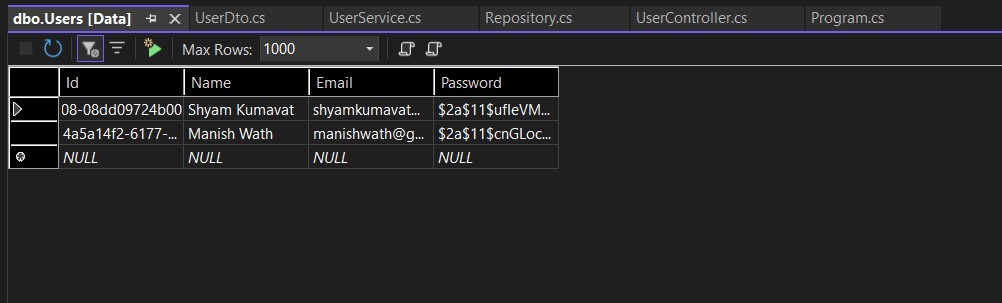 dbo.Users [Data] UserDto.cs UserService.cs Repository.cs UserController.cs Program.cs
Max Rows: 1000
Id Name Email Password
08-08dd09724b00 Shyam Kumavat shyamkumavat... $2a$11$ufIeVM...
4a5a14f2-6177-... Manish Wath manishwath@g... $2a$11$cnGLoc...
NULL NULL NULL NULL